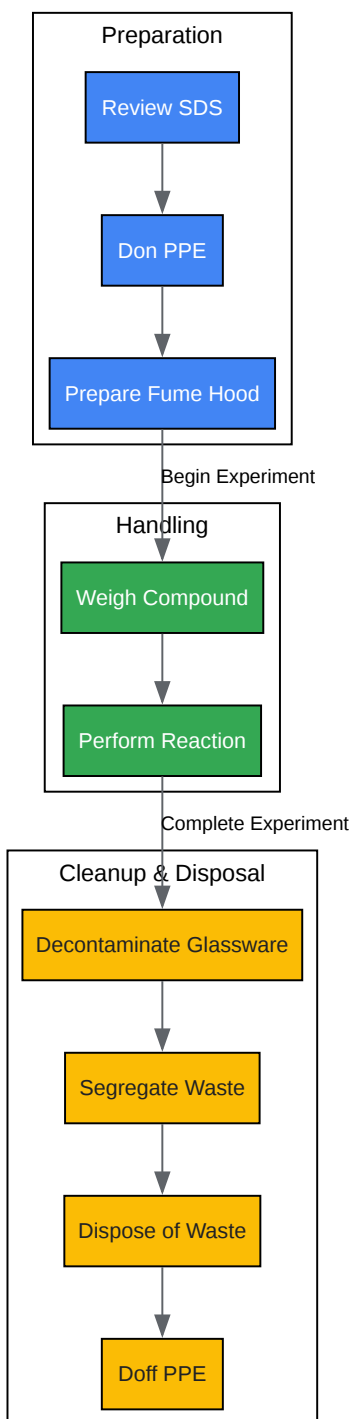 Preparation
Review SDS
Don PPE
Prepare Fume Hood
Begin Experiment
Handling
Weigh Compound
Perform Reaction
Complete Experiment
Cleanup & Disposal
Decontaminate Glassware
Segregate Waste
Dispose of Waste
Doff PPE